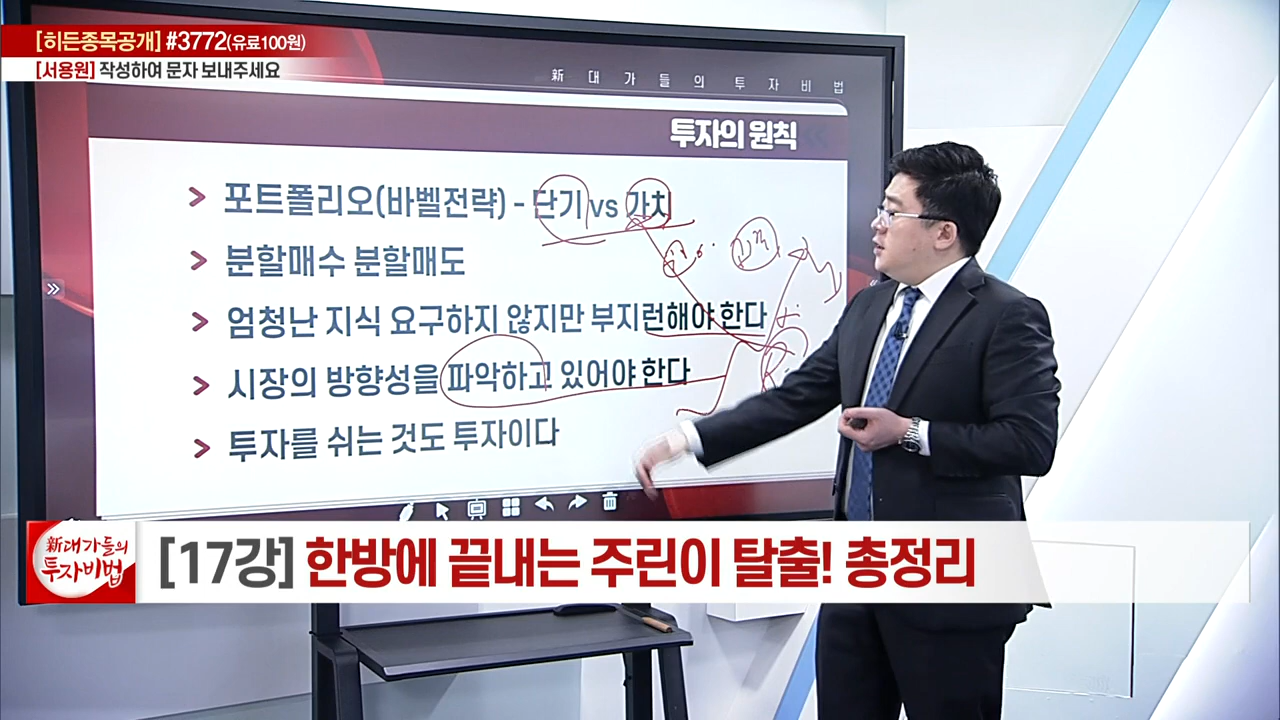 [히든종목공개] #3772(유료100원)
[서용원] 작성하여 문자 보내주세요
新 대가들의 투자비법
투자의 원칙
> 포트폴리오(바벨전략) - 단기 vs 가치
> 분할매수 분할매도
> 엄청난 지식 요구하지 않지만 부지런해야 한다
> 시장의 방향성을 파악하고 있어야 한다
> 투자를 쉬는 것도 투자이다
新대가들의
투자비법
[17강] 한방에 끝내는 주린이 탈출! 총정리